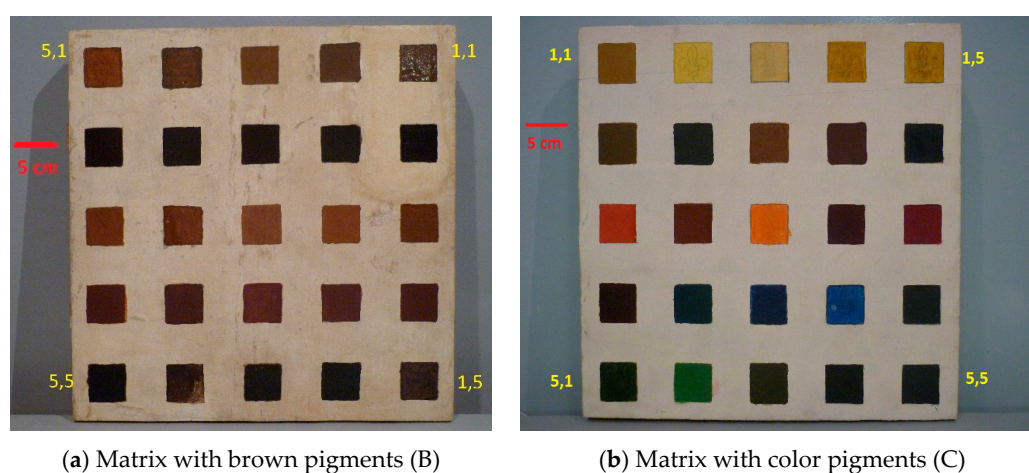 5,1
1,1
5 cm
5,5
1,5
(a) Matrix with brown pigments (B)
1,1
1,5
5 cm
5,1
5,5
(b) Matrix with color pigments (C)